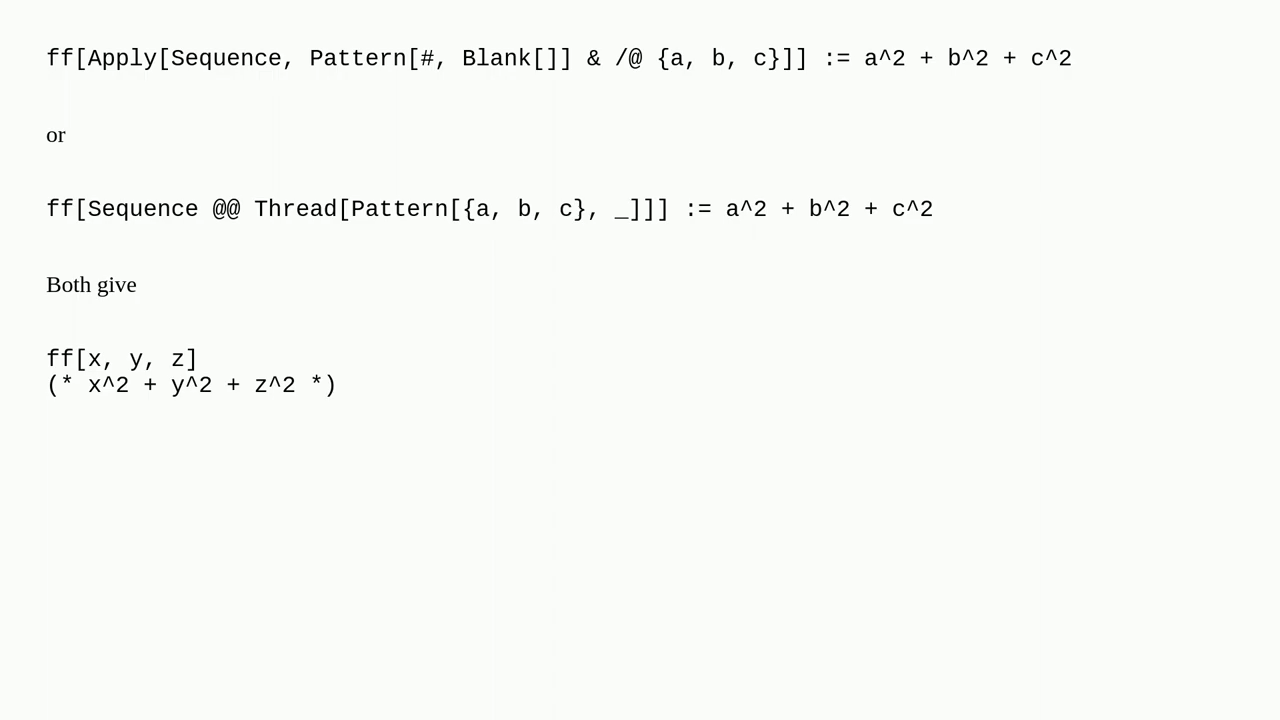 ff[Apply[Sequence, Pattern[#, Blank[]] & /@ {a, b, c}]] := a^2 + b^2 + c^2
or
ff[Sequence @@ Thread[Pattern[{a, b, c}, _]]] := a^2 + b^2 + c^2
Both give
ff[x, y, z]
(* x^2 + y^2 + z^2 *)